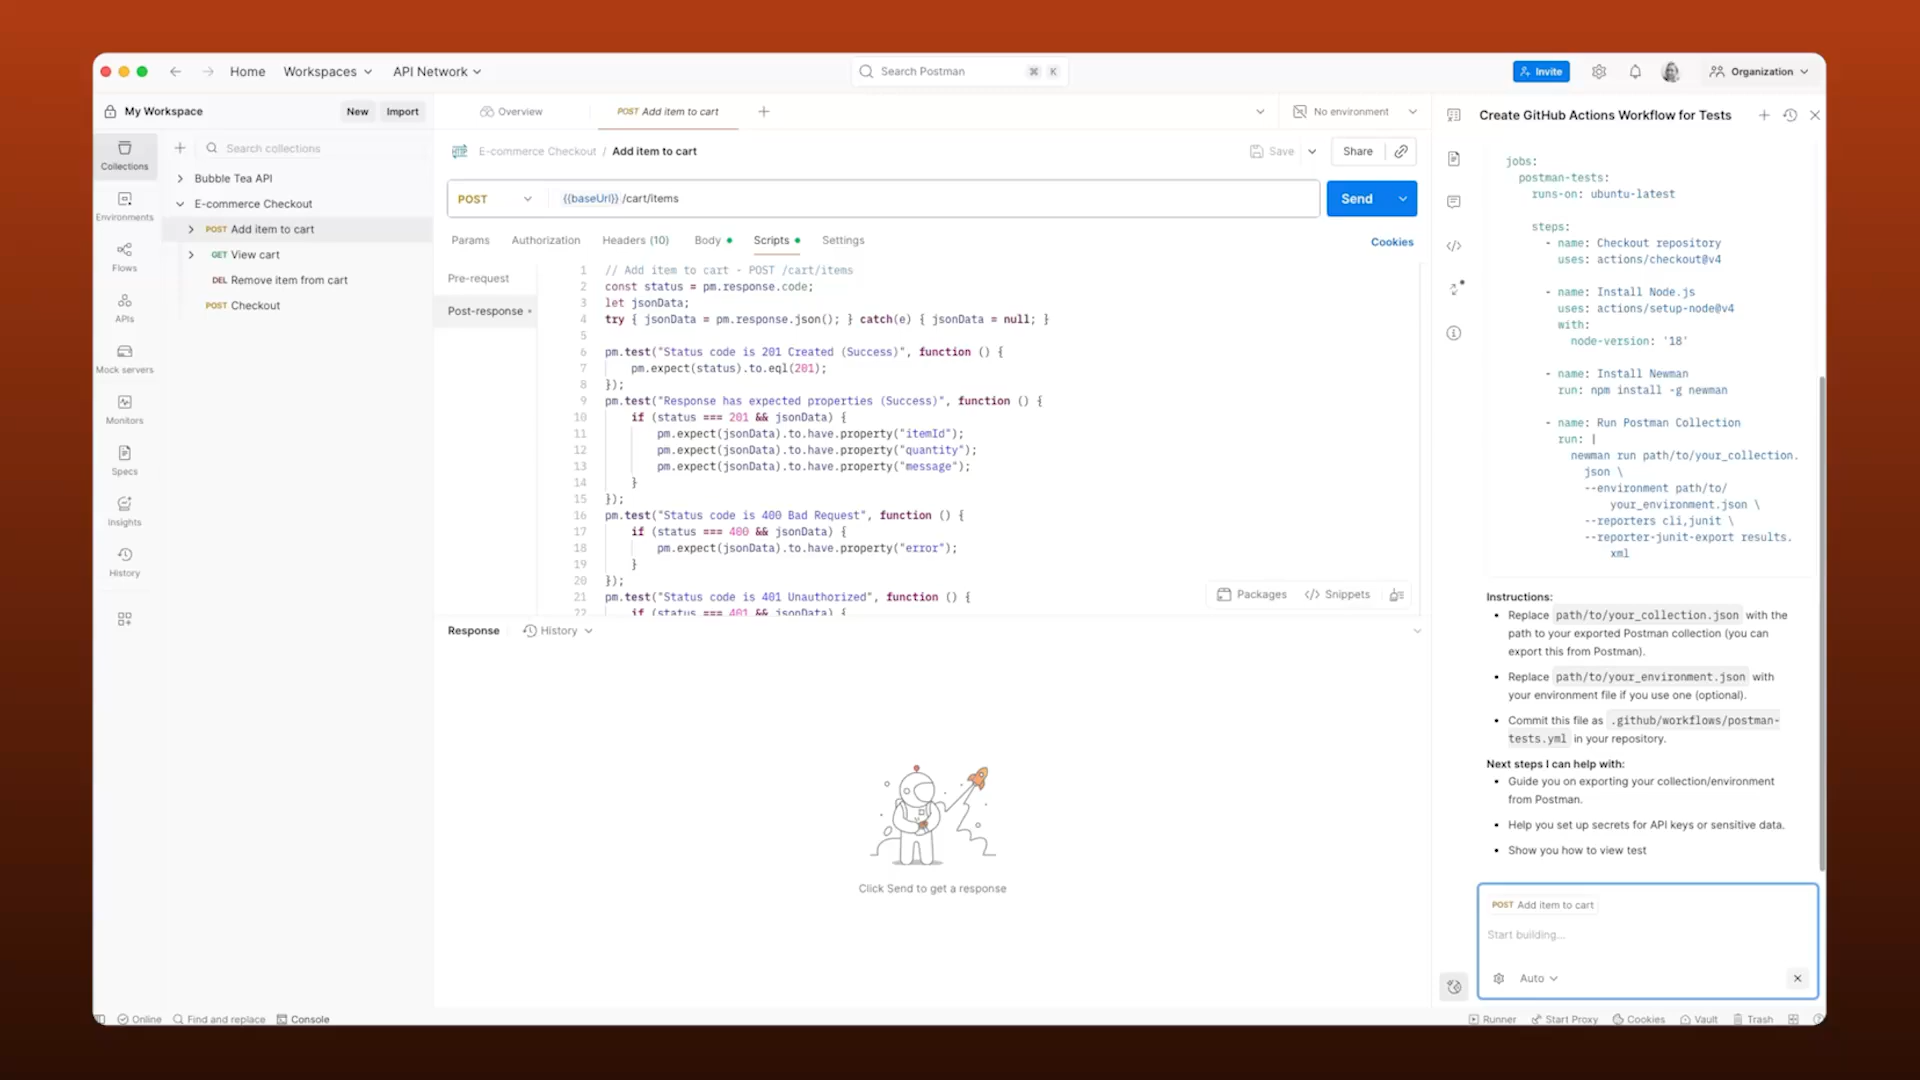 Home
Workspaces
API Network
Search Postman
⌘ K
Invite
Organization
My Workspace
New
Import
Collections
Environments
Flows
APIs
Mock servers
Monitors
Specs
Insights
History
Search collections
Bubble Tea API
E-commerce Checkout
POST Add item to cart
GET View cart
DEL Remove item from cart
POST Checkout
Overview
POST Add item to cart
No environment
E-commerce Checkout / Add item to cart
Save
Share
POST
{{baseUrl}} /cart/items
Send
Params
Authorization
Headers (10)
Body
Scripts
Settings
Cookies
Pre-request
Post-response
1 // Add item to cart - POST /cart/items
2 const status = pm.response.code;
3 let jsonData;
4 try { jsonData = pm.response.json(); } catch(e) { jsonData = null; }
5
6 pm.test("Status code is 201 Created (Success)", function () {
7 pm.expect(status).to.eql(201);
8 });
9 pm.test("Response has expected properties (Success)", function () {
10 if (status === 201 && jsonData) {
11 pm.expect(jsonData).to.have.property("itemId");
12 pm.expect(jsonData).to.have.property("quantity");
13 pm.expect(jsonData).to.have.property("message");
14 }
15 });
16 pm.test("Status code is 400 Bad Request", function () {
17 if (status === 400 && jsonData) {
18 pm.expect(jsonData).to.have.property("error");
19 }
20 });
21 pm.test("Status code is 401 Unauthorized", function () {
22 if (status === 401 && jsonData) {
Packages
</> Snippets
Response
History
Click Send to get a response
Create GitHub Actions Workflow for Tests
jobs:
postman-tests:
runs-on: ubuntu-latest
steps:
- name: Checkout repository
uses: actions/checkout@v4
- name: Install Node.js
uses: actions/setup-node@v4
with:
node-version: '18'
- name: Install Newman
run: npm install -g newman
- name: Run Postman Collection
run: |
newman run path/to/your_collection.
json \
--environment path/to/
your_environment.json \
--reporters cli,junit \
--reporter-junit-export results.
xml
Instructions:
• Replace path/to/your_collection.json with the
path to your exported Postman collection (you can
export this from Postman).
• Replace path/to/your_environment.json with
your environment file if you use one (optional).
• Commit this file as .github/workflows/postman-
tests.yml in your repository.
Next steps I can help with:
• Guide you on exporting your collection/environment
from Postman.
• Help you set up secrets for API keys or sensitive data.
• Show you how to view test
POST Add item to cart
Start building...
Auto
Online
Find and replace
Console
Runner
Start Proxy
Cookies
Vault
Trash